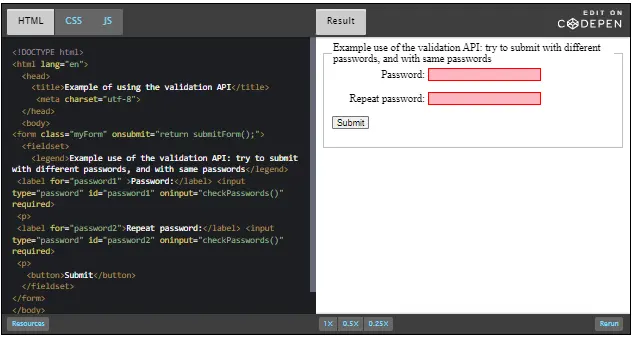 HTML CSS JS
Result
EDIT ON
CODEPEN
<!DOCTYPE html>
<html lang="en">
<head>
<title>Example of using the validation API</title>
<meta charset="utf-8">
</head>
<body>
<form class="myForm" onsubmit="return submitForm();">
<fieldset>
<legend>Example use of the validation API: try to submit
with different passwords, and with same passwords</legend>
<label for="password1" >Password:</label> <input
type="password" id="password1" oninput="checkPasswords()"
required>
<p>
<label for="password2">Repeat password:</label> <input
type="password" id="password2" oninput="checkPasswords()"
required>
<p>
<button>Submit</button>
</fieldset>
</form>
</body>
Example use of the validation API: try to submit with different
passwords, and with same passwords
Password:
Repeat password:
Submit
Resources
1X 0.5X 0.25X
Rerun